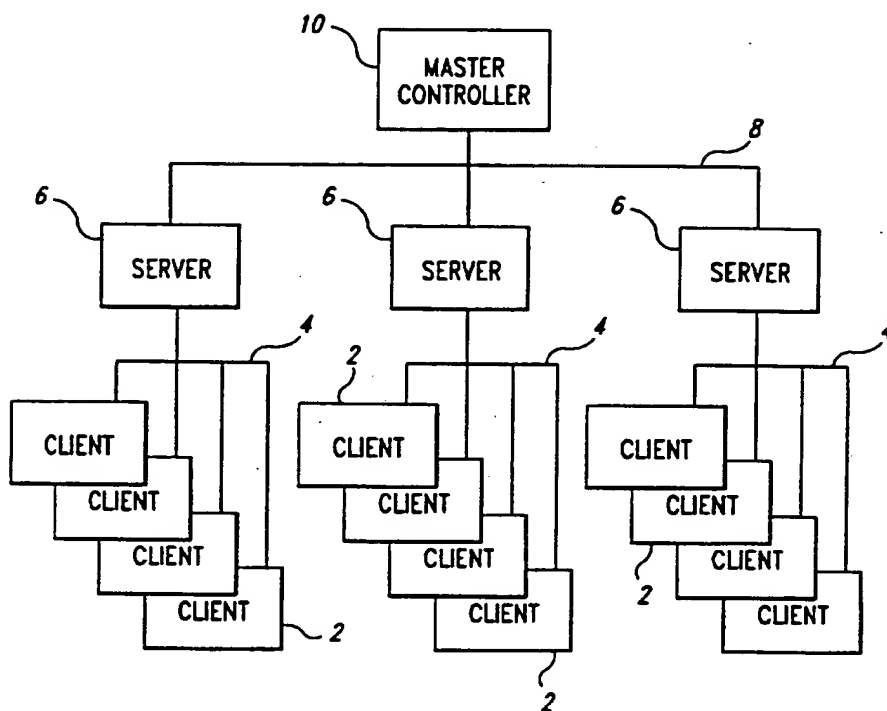 10
MASTER
CONTROLLER
8
6
6
6
SERVER
SERVER
SERVER
4
4
4
2
CLIENT
CLIENT
CLIENT
CLIENT
CLIENT
CLIENT
CLIENT
CLIENT
CLIENT
2
CLIENT
CLIENT
CLIENT
2
2